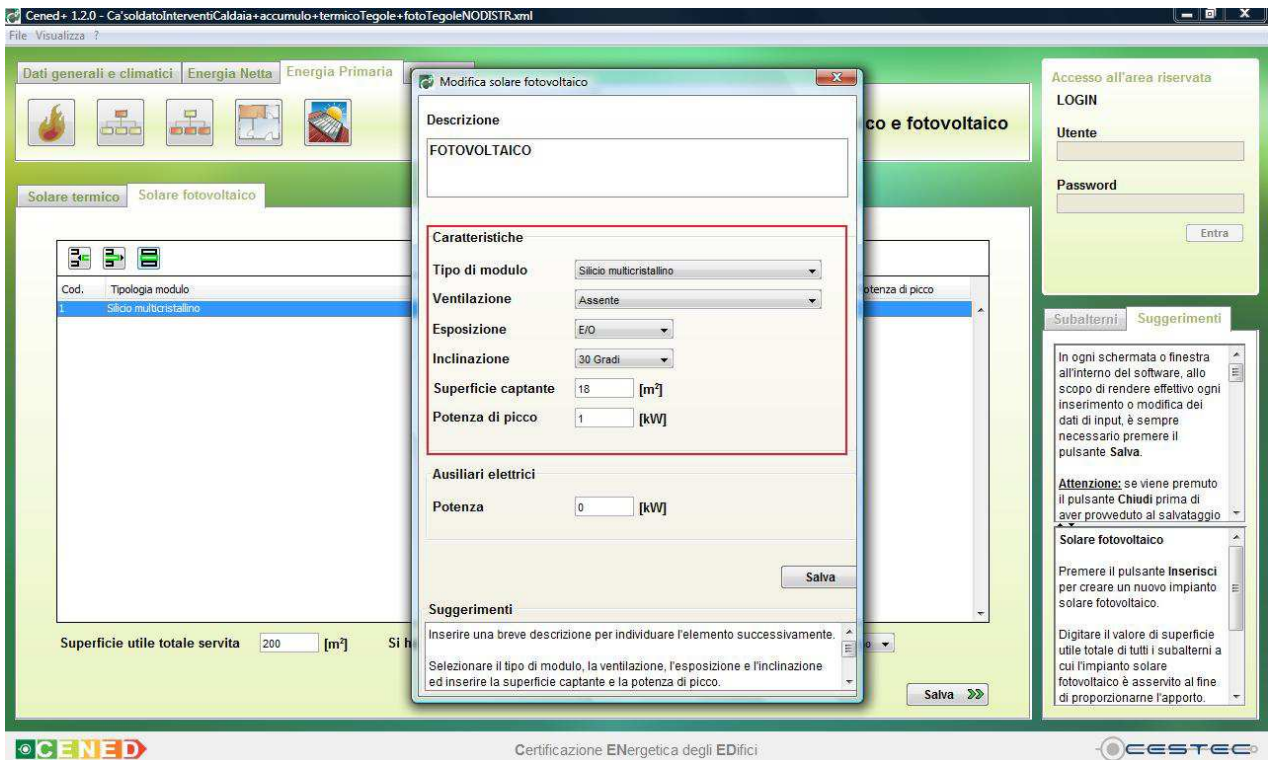 Cened+ 1.2.0 - Ca'soldatoInterventiCaldaia+accumulo+termicoTegole+fotoTegoleNODISTR.xml
File Visualizza ?
Dati generali e climatici
Energia Netta
Energia Primaria
co e fotovoltaico
Solare termico
Solare fotovoltaico
Cod.
Tipologia modulo
otenza di picco
1
Silicio multicristallino
Superficie utile totale servita
200
[m²]
Si h
o
Salva
Modifica solare fotovoltaico
Descrizione
FOTOVOLTAICO
Caratteristiche
Tipo di modulo
Silicio multicristallino
Ventilazione
Assente
Esposizione
E/O
Inclinazione
30 Gradi
Superficie captante
18
[m²]
Potenza di picco
1
[kW]
Ausiliari elettrici
Potenza
0
[kW]
Salva
Suggerimenti
Inserire una breve descrizione per individuare l'elemento successivamente.
Selezionare il tipo di modulo, la ventilazione, l'esposizione e l'inclinazione
ed inserire la superficie captante e la potenza di picco.
Accesso all'area riservata
LOGIN
Utente
Password
Entra
Subalterni
Suggerimenti
In ogni schermata o finestra
all'interno del software, allo
scopo di rendere effettivo ogni
inserimento o modifica dei
dati di input, è sempre
necessario premere il
pulsante Salva.
Attenzione: se viene premuto
il pulsante Chiudi prima di
aver provveduto al salvataggio
Solare fotovoltaico
Premere il pulsante Inserisci
per creare un nuovo impianto
solare fotovoltaico.
Digitare il valore di superficie
utile totale di tutti i subalterni a
cui l'impianto solare
fotovoltaico è asservito al fine
di proporzionarne l'apporto.
CENED
Certificazione ENergetica degli EDifici
CESTEC